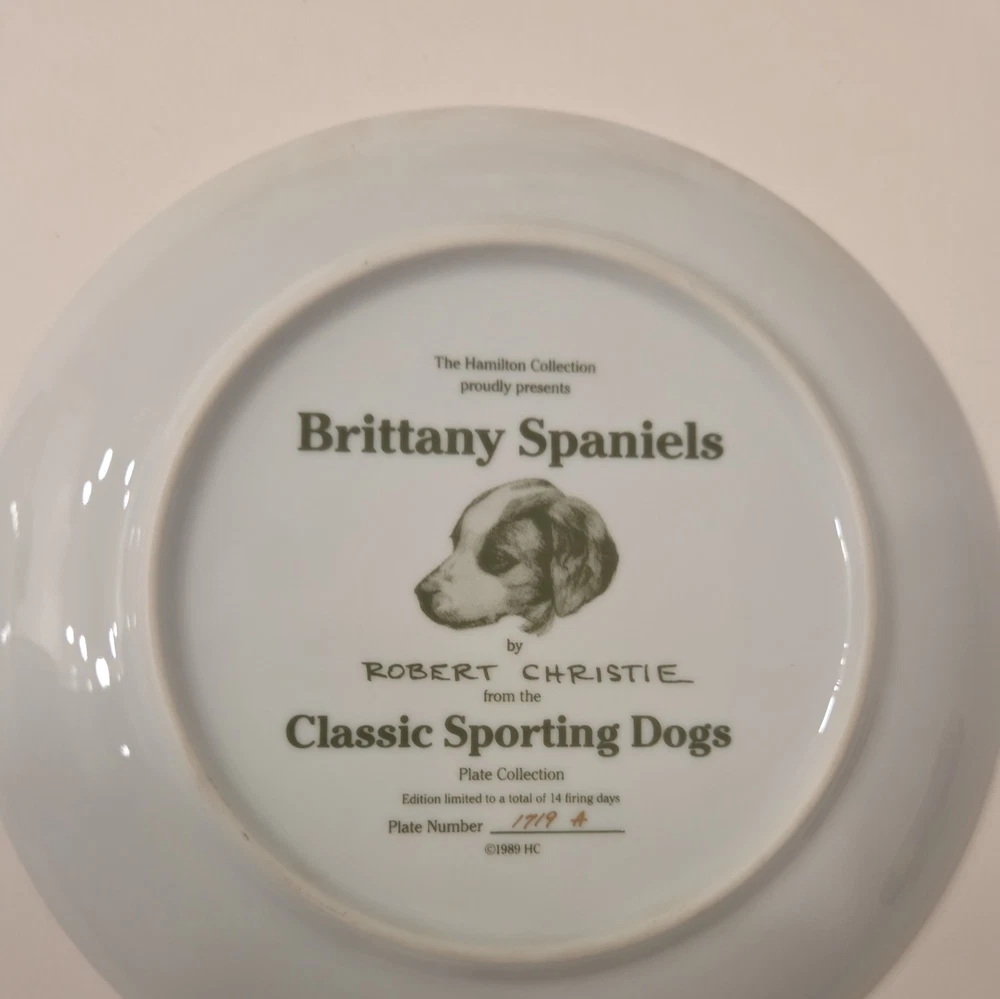 The Hamilton Collection
proudly presents
Brittany Spaniels
by
ROBERT CHRISTIE
from the
Classic Sporting Dogs
Plate Collection
Edition limited to a total of 14 firing days
Plate Number 1719 A
©1989 HC